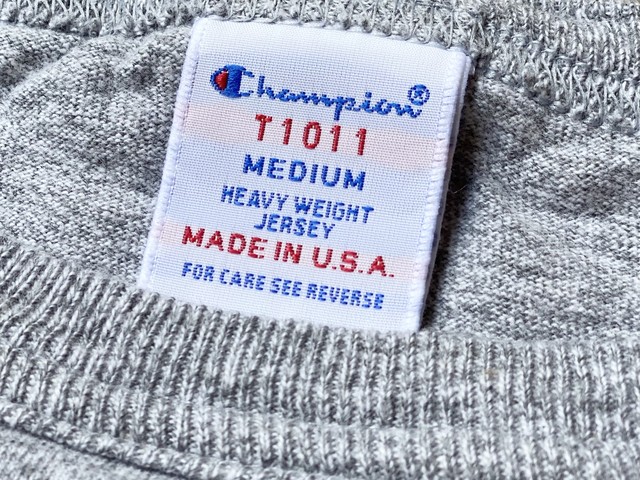 Champion®
T1011
MEDIUM
HEAVY WEIGHT
JERSEY
MADE IN U.S.A.
FOR CARE SEE REVERSE